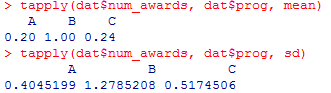 > tapply(dat$num_awards, dat$prog, mean)
A B C
0.20 1.00 0.24
> tapply(dat$num_awards, dat$prog, sd)
A B C
0.4045199 1.2785208 0.5174506